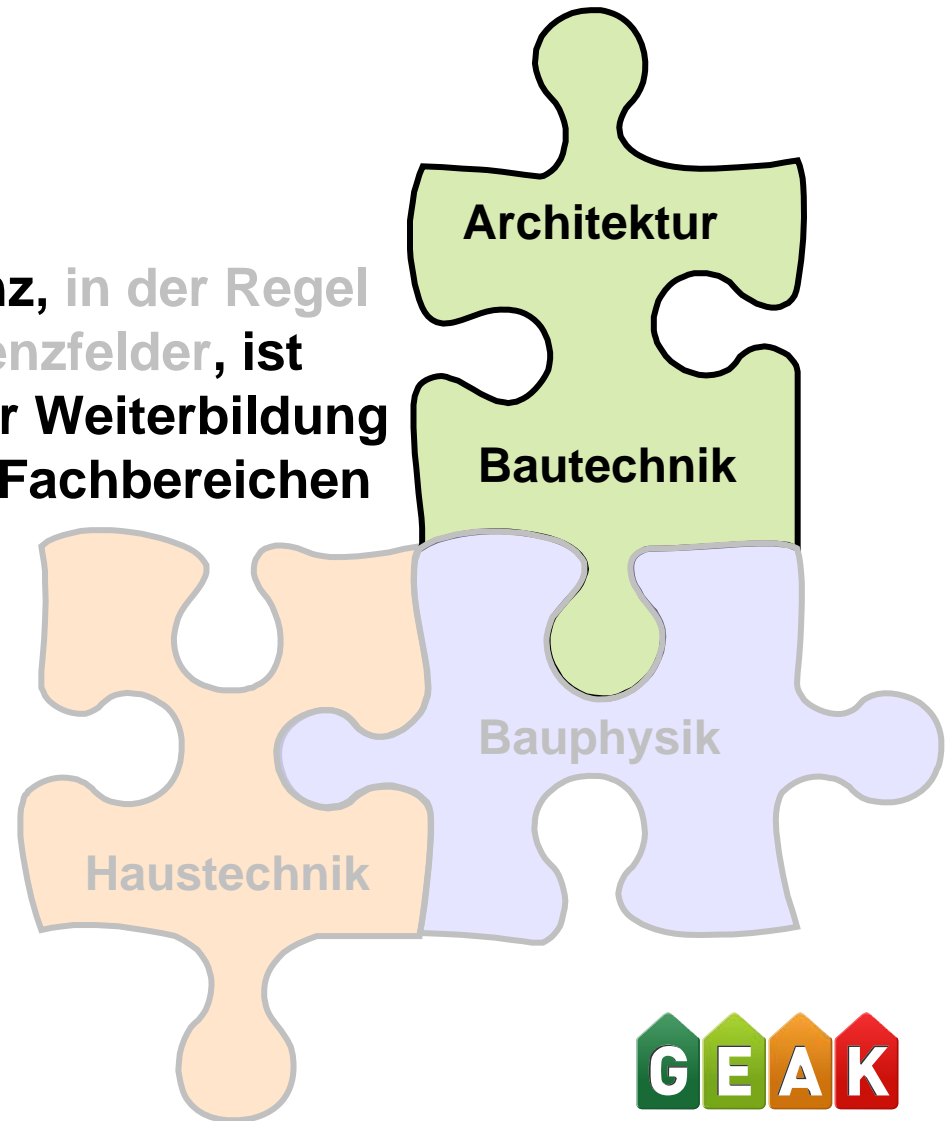 Architektur
nz, in der Regel
enzfelder, ist
r Weiterbildung
Fachbereichen
Bautechnik
Bauphysik
Haustechnik
GEAK